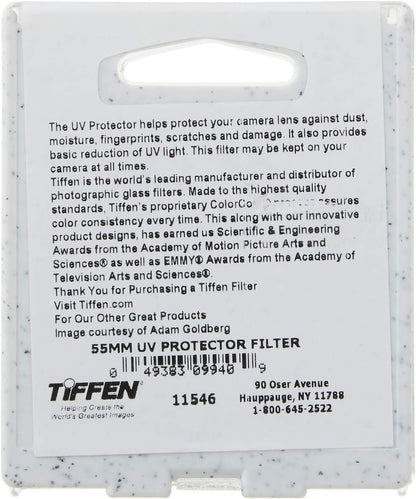 The UV Protector helps protect your camera lens against dust,
moisture, fingerprints, scratches and damage. It also provides
basic reduction of UV light. This filter may be kept on your
camera at all times.
Tiffen is the world's leading manufacturer and distributor of
photographic glass filters. Made to the highest quality
standards, Tiffen's proprietary
color consistency every time. This along with our innovative
product designs, has earned us Scientific & Engineering
Awards from the Academy of Motion Picture Arts and
Sciences® as well as EMMY® Awards from the Academy of
Television Arts and Sciences®.
Thank You for Purchasing a Tiffen Filter
Visit Tiffen.com
For Our Other Great Products
Image courtesy of Adam Goldberg
55MM UV PROTECTOR FILTER
0 49383 09940 9
TIFFEN
Helping Create the
World's Greatest Images
11546
90 Oser Avenue
Hauppauge, NY 11788
1-800-645-2522